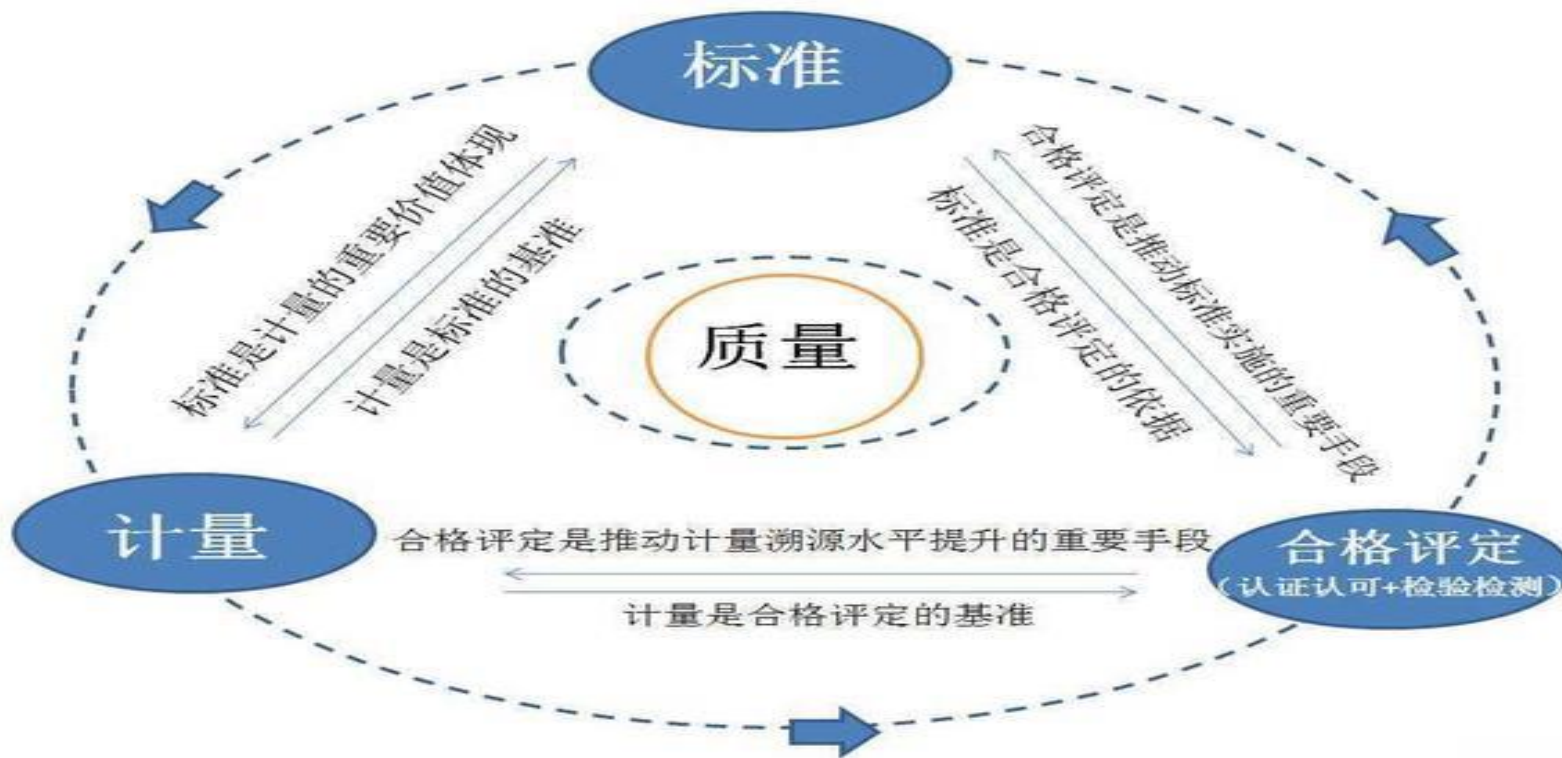 标准
标准是计量的重要价值体现
计量是标准的基准
合格评定是推动标准实施的重要手段
标准是合格评定的依据
质量
计量
合格评定是推动计量溯源水平提升的重要手段
计量是合格评定的基准
合格评定
(认证认可+检验检测)